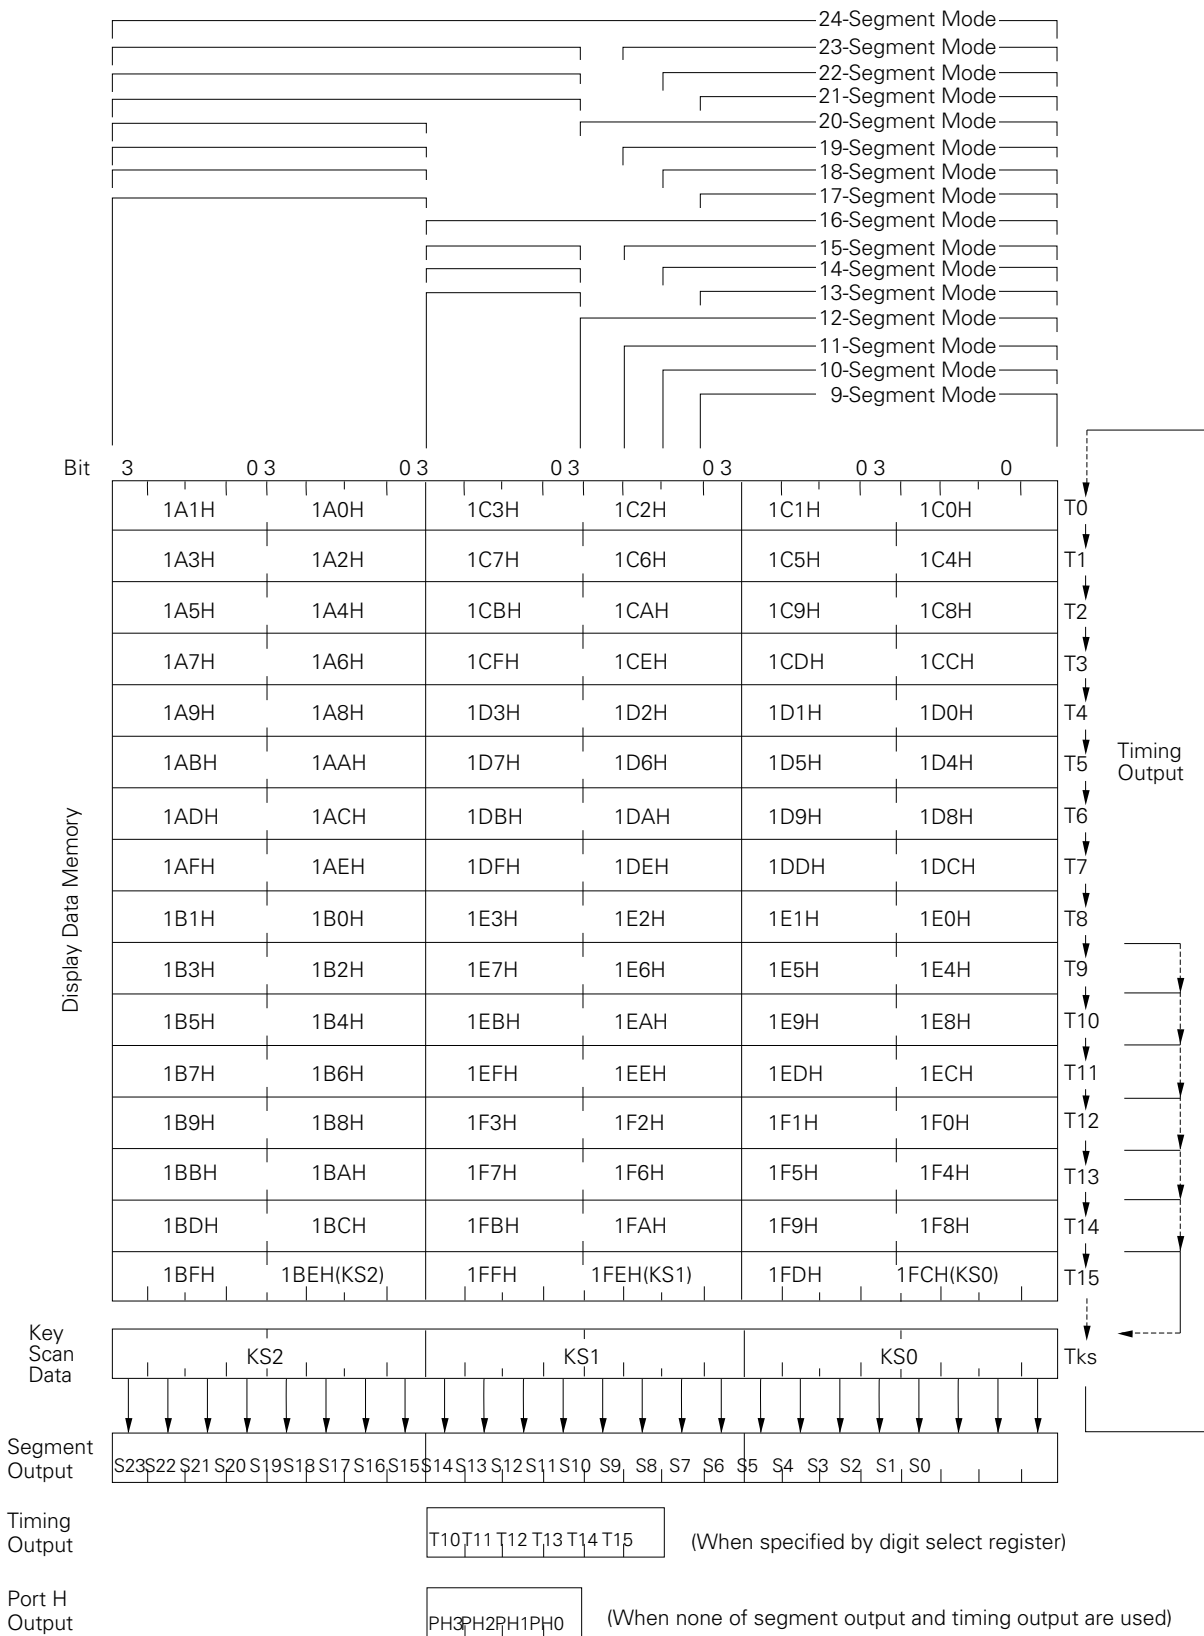 24-Segment Mode
23-Segment Mode
22-Segment Mode
21-Segment Mode
20-Segment Mode
19-Segment Mode
18-Segment Mode
17-Segment Mode
16-Segment Mode
15-Segment Mode
14-Segment Mode
13-Segment Mode
12-Segment Mode
11-Segment Mode
10-Segment Mode
9-Segment Mode
Bit 3 0 3 0 3 0 3 0 3 0 3 0
1A1H 1A0H 1C3H 1C2H 1C1H 1C0H T0
1A3H 1A2H 1C7H 1C6H 1C5H 1C4H T1
1A5H 1A4H 1CBH 1CAH 1C9H 1C8H T2
1A7H 1A6H 1CFH 1CEH 1CDH 1CCH T3
1A9H 1A8H 1D3H 1D2H 1D1H 1D0H T4
1ABH 1AAH 1D7H 1D6H 1D5H 1D4H T5
1ADH 1ACH 1DBH 1DAH 1D9H 1D8H T6
1AFH 1AEH 1DFH 1DEH 1DDH 1DCH T7
1B1H 1B0H 1E3H 1E2H 1E1H 1E0H T8
1B3H 1B2H 1E7H 1E6H 1E5H 1E4H T9
1B5H 1B4H 1EBH 1EAH 1E9H 1E8H T10
1B7H 1B6H 1EFH 1EEH 1EDH 1ECH T11
1B9H 1B8H 1F3H 1F2H 1F1H 1F0H T12
1BBH 1BAH 1F7H 1F6H 1F5H 1F4H T13
1BDH 1BCH 1FBH 1FAH 1F9H 1F8H T14
1BFH 1BEH(KS2) 1FFH 1FEH(KS1) 1FDH 1FCH(KS0) T15
Display Data Memory
Timing
Output
Key
Scan
Data
KS2 KS1 KS0 Tks
Segment
Output
S23 S22 S21 S20 S19 S18 S17 S16 S15 S14 S13 S12 S11 S10 S9 S8 S7 S6 S5 S4 S3 S2 S1 S0
Timing
Output
T10 T11 T12 T13 T14 T15 (When specified by digit select register)
Port H
Output
PH3 PH2 PH1 PH0 (When none of segment output and timing output are used)